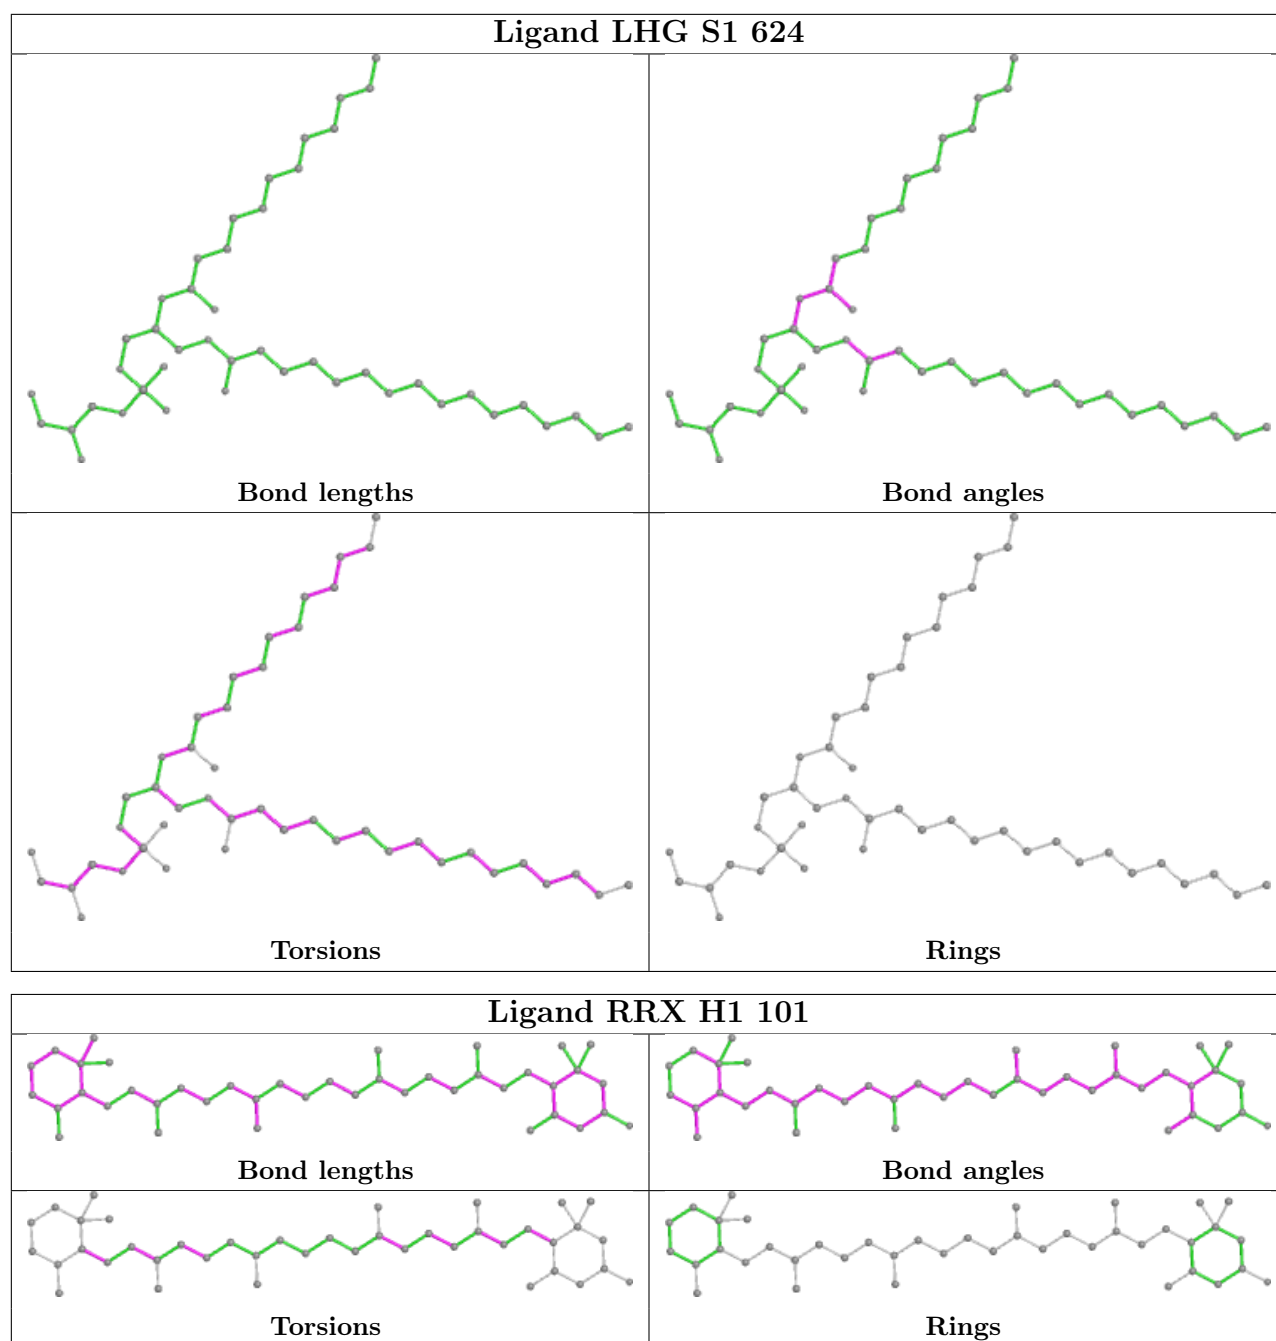 Ligand LHG S1 624
Bond lengths
Bond angles
Torsions
Rings
Ligand RRX H1 101
Bond lengths
Bond angles
Torsions
Rings